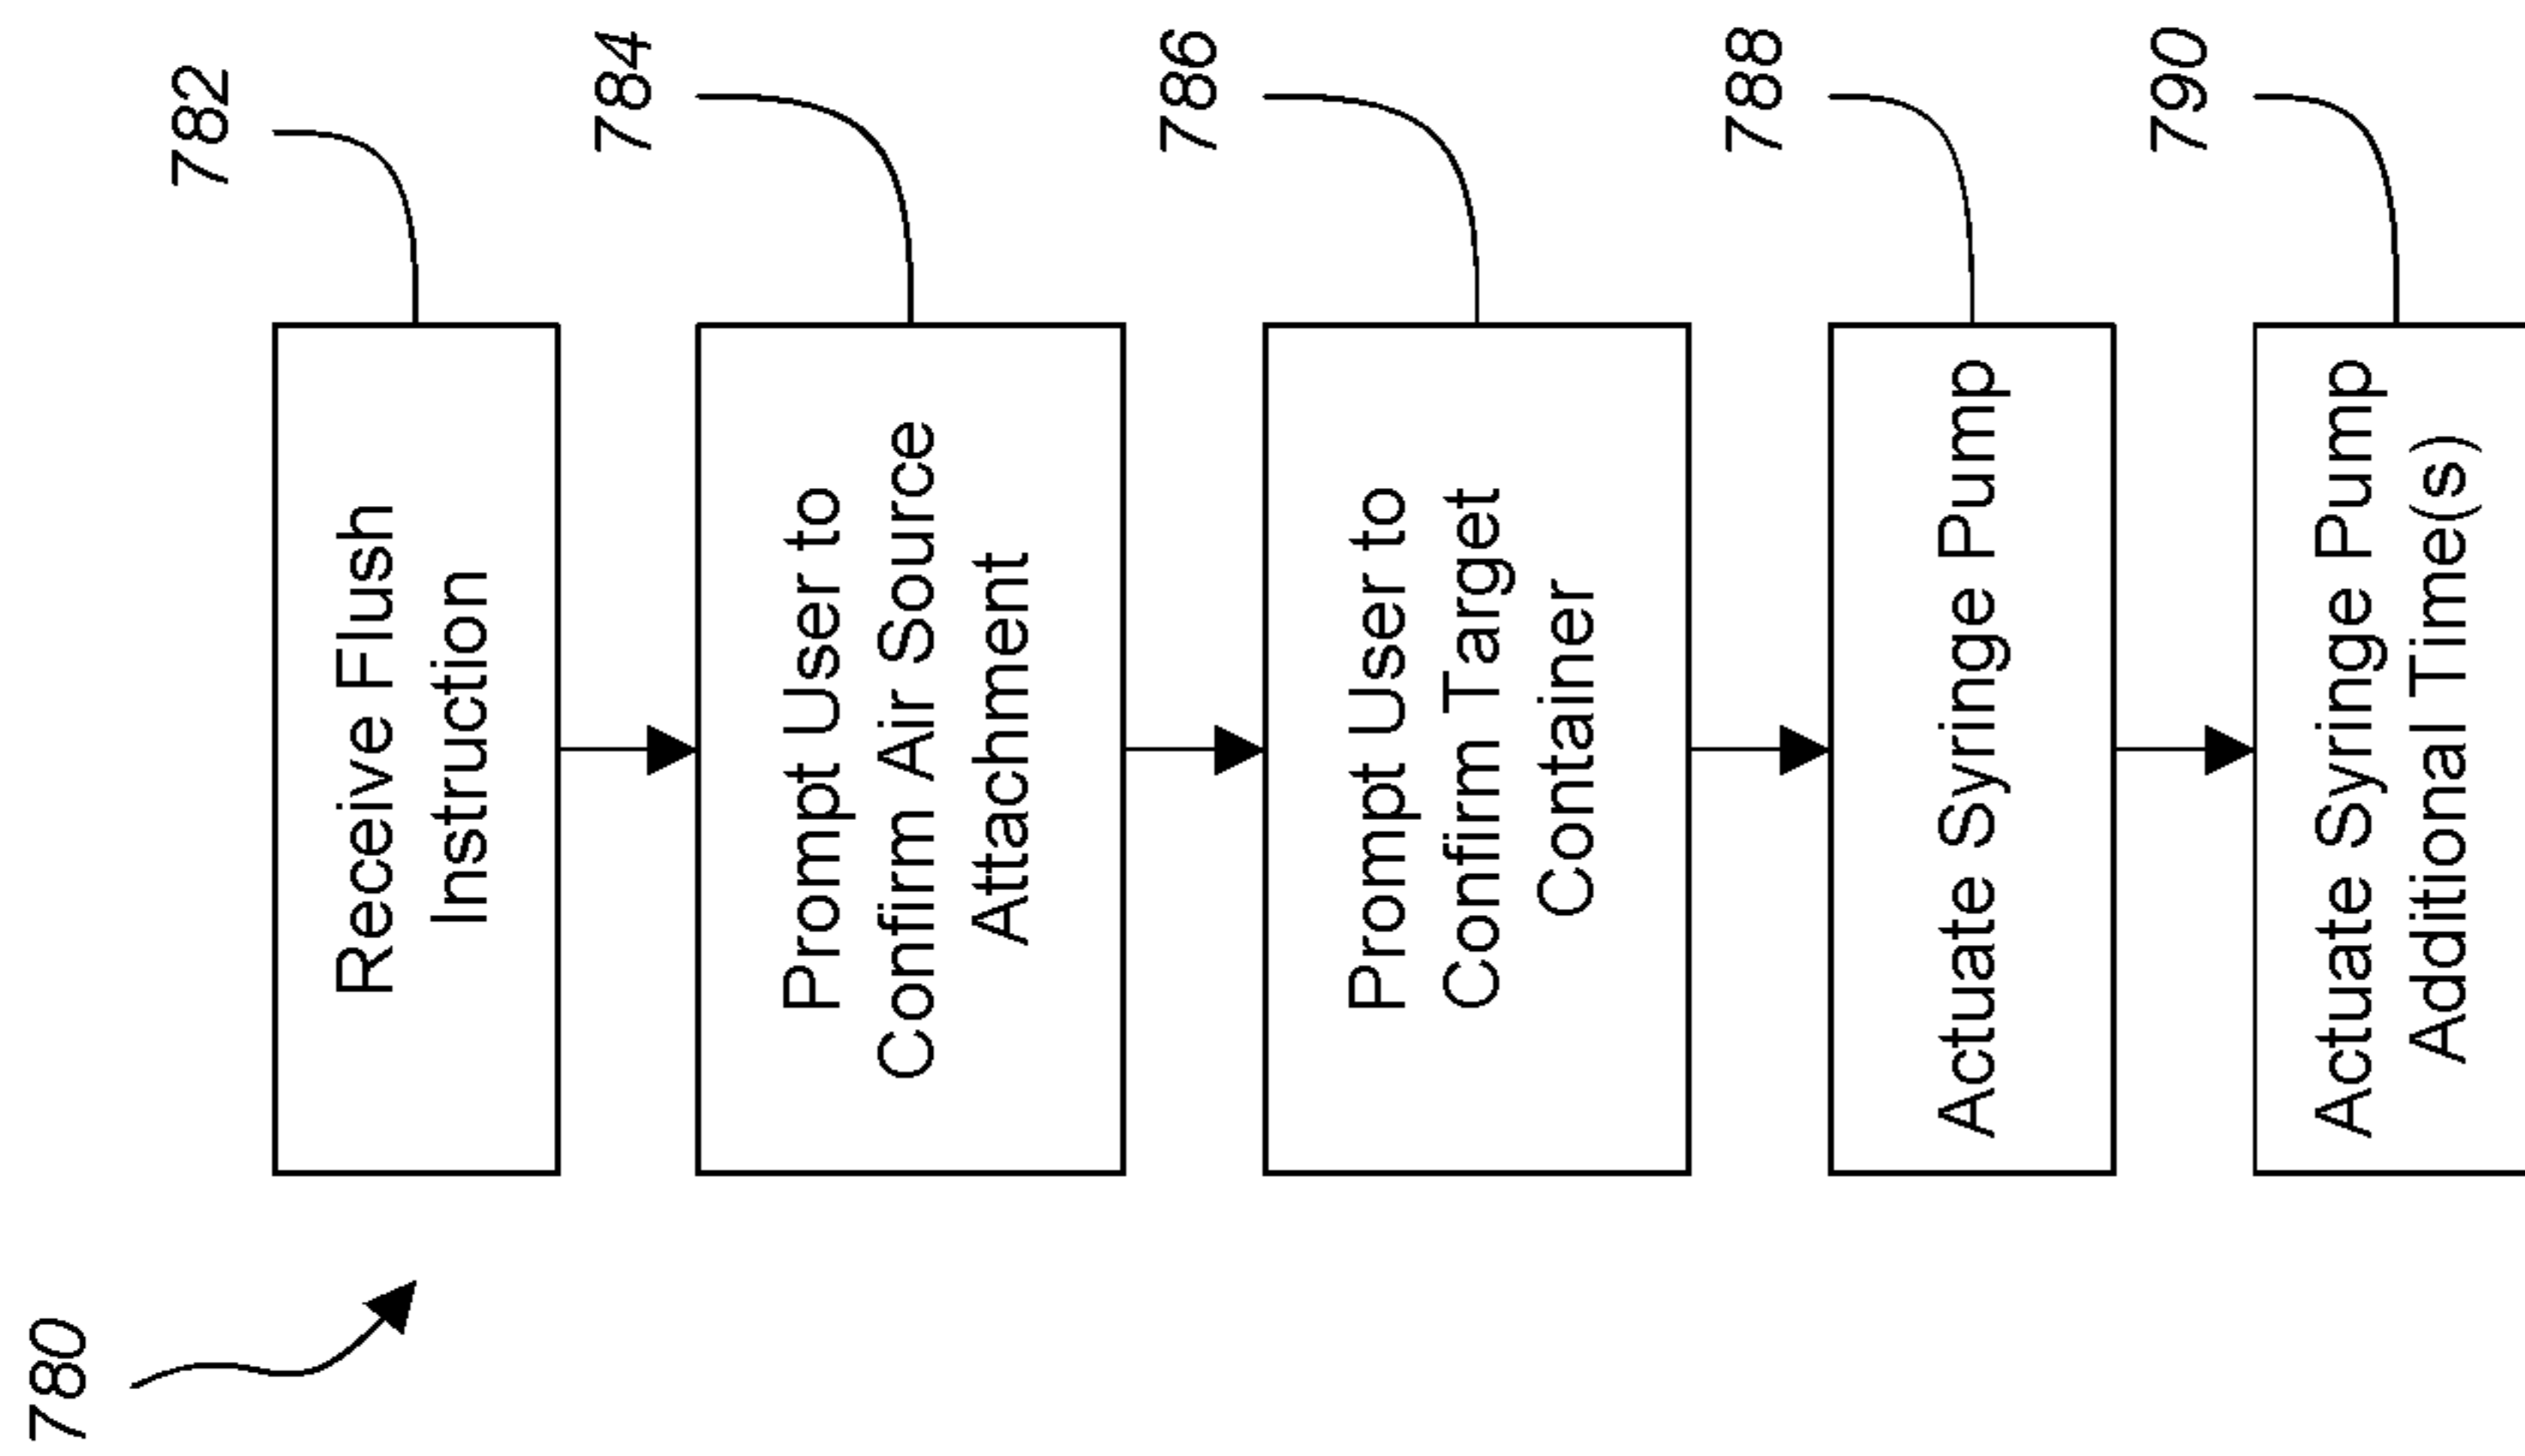 780
782
Receive Flush
Instruction
784
Prompt User to
Confirm Air Source
Attachment
786
Prompt User to
Confirm Target
Container
788
Actuate Syringe Pump
790
Actuate Syringe Pump
Additional Time(s)